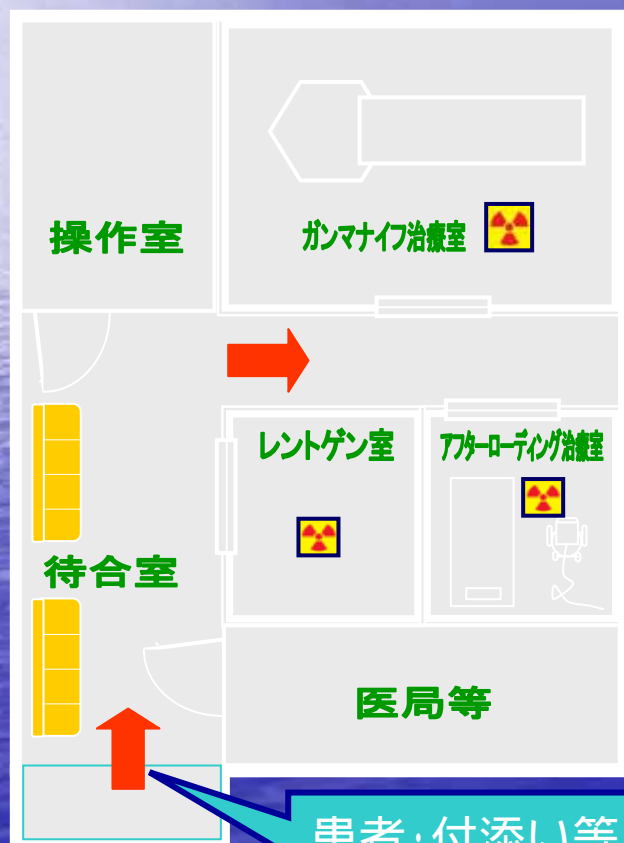 操作室
ガンマナイフ治療室
レントゲン室
アフターローディング治療室
待合室
医局等
患者・付添い等